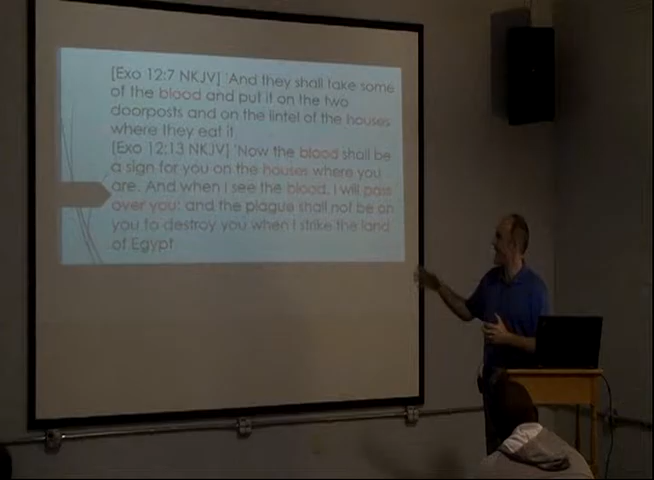 [Exo 12:7 NKJV] 'And they shall take some
of the blood and put it on the two
doorposts and on the lintel of the houses
where they eat it.
[Exo 12:13 NKJV] 'Now the blood shall be
a sign for you on the houses where you
are. And when I see the blood, I will pass
over you; and the plague shall not be on
you to destroy you when I strike the land
of Egypt.